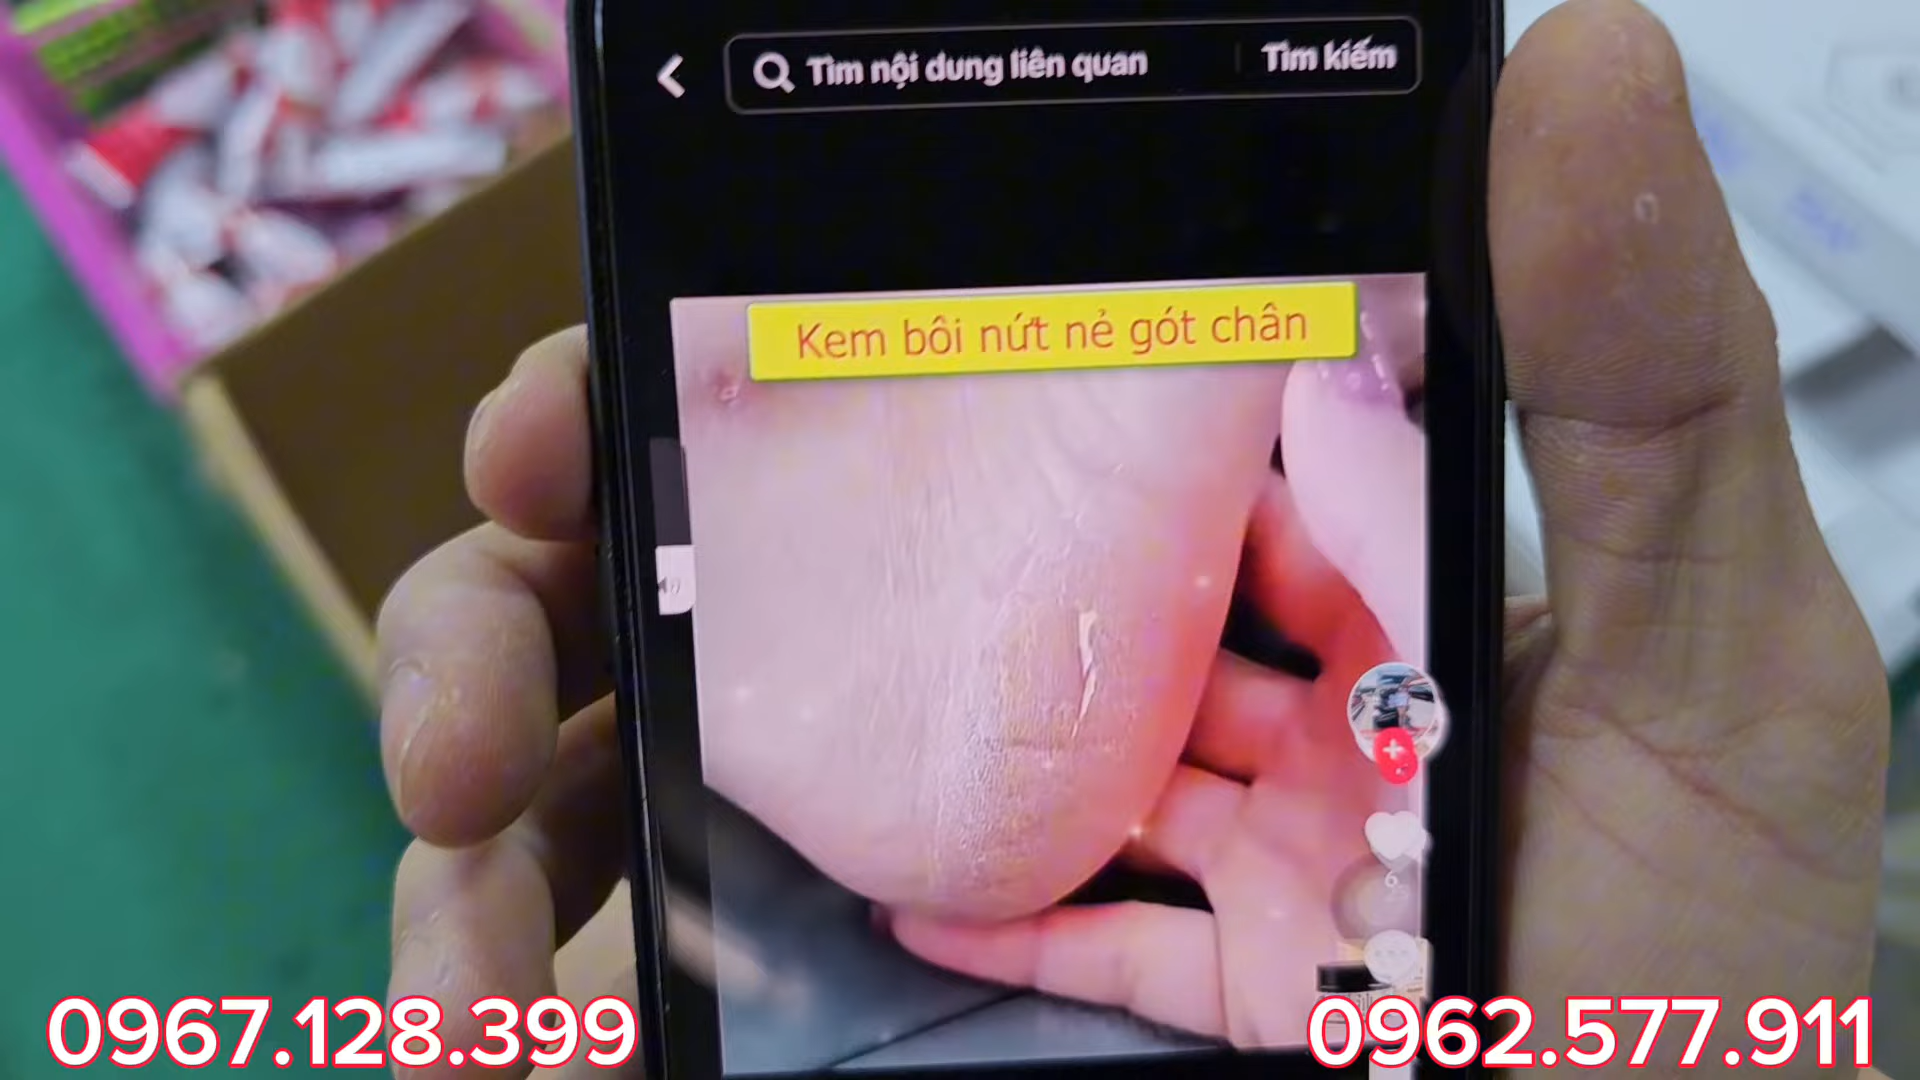 Tìm nội dung liên quan
Tìm kiếm
Kem bôi nứt nẻ gót chân
6
0967.128.399
0962.577.911